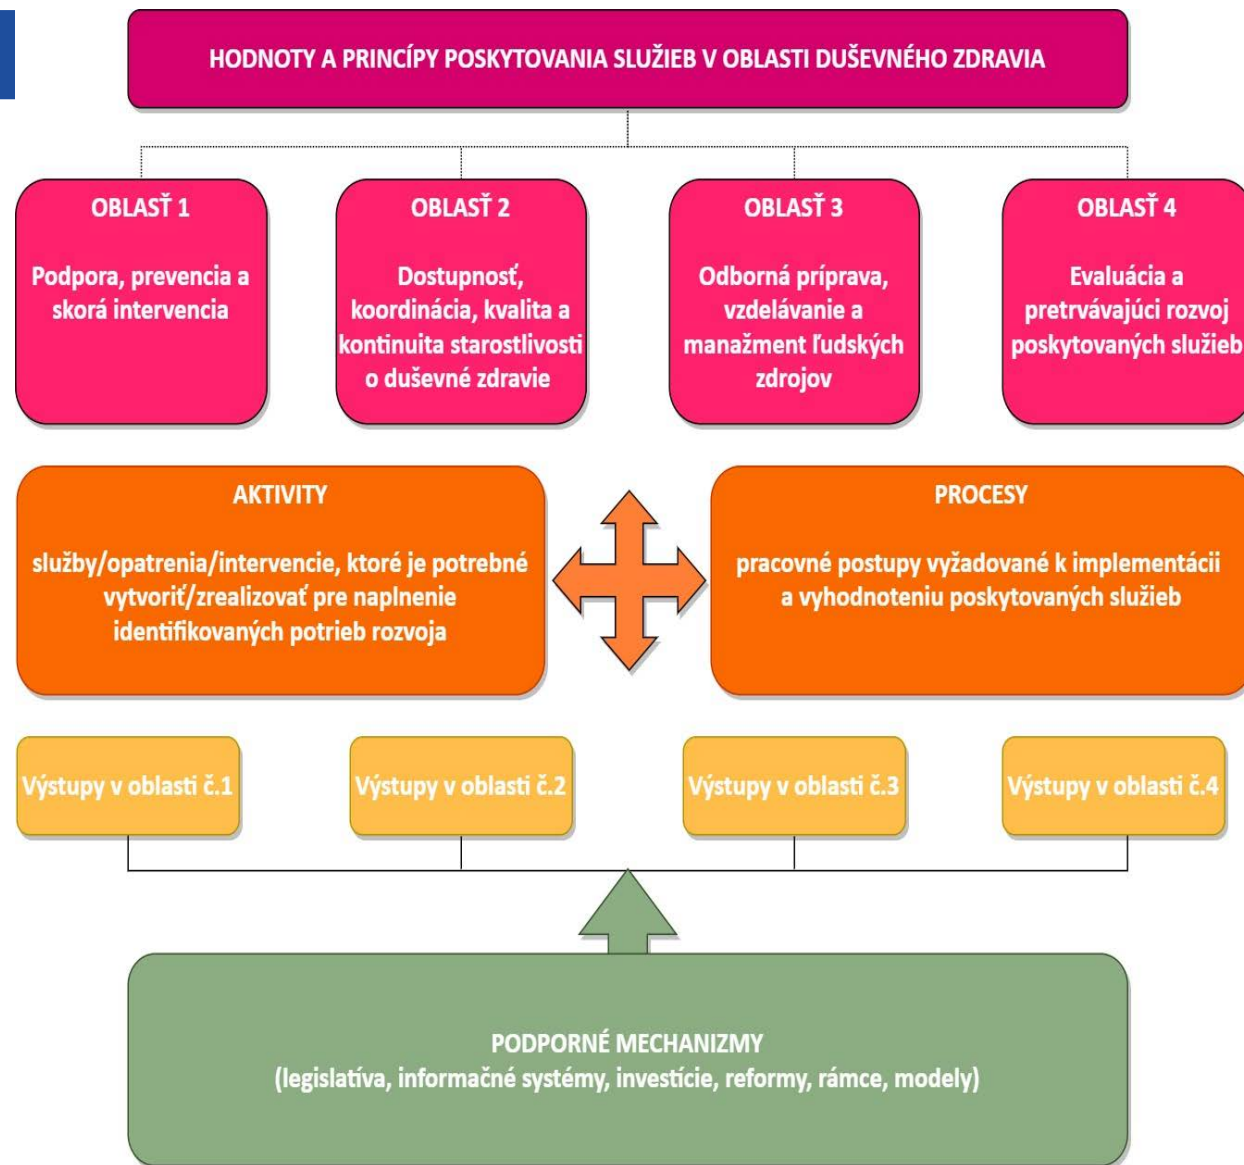 HODNOTY A PRINCÍPY POSKYTOVANIA SLUŽIEB V OBLASTI DUŠEVNÉHO ZDRAVIA
OBLASŤ 1
Podpora, prevencia a
skorá intervencia
OBLASŤ 2
Dostupnosť,
koordinácia, kvalita a
kontinuita starostlivosti
o duševné zdravie
OBLASŤ 3
Odborná príprava,
vzdelávanie a
manažment ľudských
zdrojov
OBLASŤ 4
Evaluácia a
pretrvávajúci rozvoj
poskytovaných služieb
AKTIVITY
služby/opatrenia/intervencie, ktoré je potrebné
vytvoriť/zrealizovať pre naplnenie
identifikovaných potrieb rozvoja
PROCESY
pracovné postupy vyžadované k implementácii
a vyhodnoteniu poskytovaných služieb
Výstupy v oblasti č.1
Výstupy v oblasti č.2
Výstupy v oblasti č.3
Výstupy v oblasti č.4
PODPORNÉ MECHANIZMY
(legislatíva, informačné systémy, investície, reformy, rámce, modely)